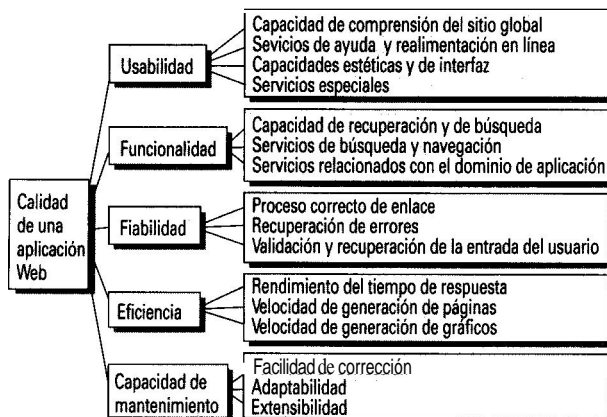 Calidad
de una
aplicación
Web
Usabilidad
Capacidad de comprensión del sitio global
Sevicios de ayuda y realimentación en línea
Capacidades estéticas y de interfaz
Servicios especiales
Funcionalidad
Capacidad de recuperación y de búsqueda
Servicios de búsqueda y navegación
Servicios relacionados con el dominio de aplicación
Fiabilidad
Proceso correcto de enlace
Recuperación de errores
Validación y recuperación de la entrada del usuario
Eficiencia
Rendimiento del tiempo de respuesta
Velocidad de generación de páginas
Velocidad de generación de gráficos
Capacidad de
mantenimiento
Facilidad de corrección
Adaptabilidad
Extensibilidad